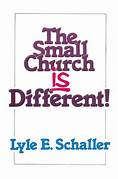 The
Small
Church
IS
Different!
Lyle E. Schaller